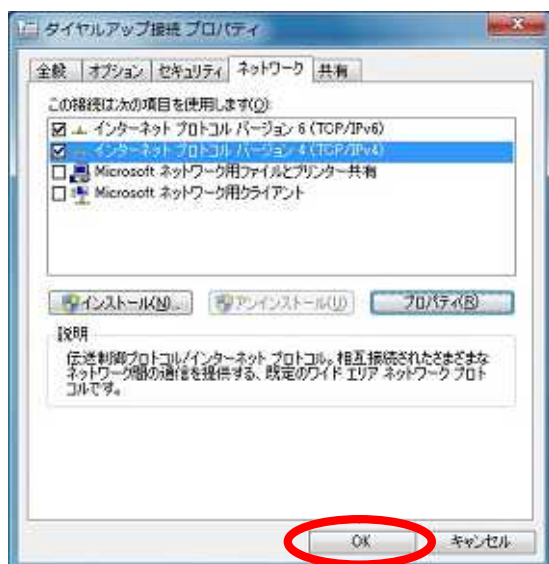 ダイヤルアップ接続 プロパティ
全般 オプション セキュリティ ネットワーク 共有
この接続は次の項目を使用します(O):
インターネット プロトコル バージョン 6 (TCP/IPv6)
インターネット プロトコル バージョン 4 (TCP/IPv4)
Microsoft ネットワーク用ファイルとプリンター共有
Microsoft ネットワーク用クライアント
インストール(N)... アンインストール(U) プロパティ(R)
説明
伝送制御プロトコル/インターネット プロトコル。相互接続されたさまざまな
ネットワーク間の通信を提供する、既定のワイド エリア ネットワーク プロト
コルです。
OK キャンセル